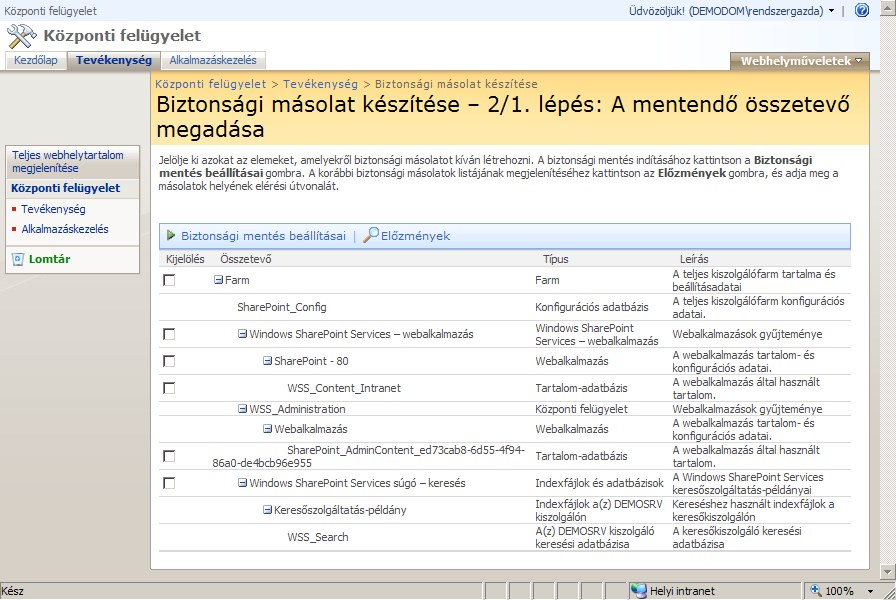 Központi felügyelet
Üdvözöljük! (DEMODOM\rendszergazda)
Központi felügyelet
Kezdőlap Tevékenység Alkalmazáskezelés
Webhelyműveletek
Központi felügyelet > Tevékenység > Biztonsági másolat készítése
Biztonsági másolat készítése – 2/1. lépés: A mentendő összetevő
megadása
Teljes webhelytartalom
megjelenítése
Központi felügyelet
Tevékenység
Alkalmazáskezelés
Lomtár
Jelölje ki azokat az elemeket, amelyekről biztonsági másolatot kíván létrehozni. A biztonsági mentés indításához kattintson a Biztonsági
mentés beállításai gombra. A korábbi biztonsági másolatok listájának megjelenítéséhez kattintson az Előzmények gombra, és adja meg a
másolatok helyének elérési útvonalát.
Biztonsági mentés beállításai | Előzmények
Kijelölés Összetevő Típus Leírás
Farm Farm A teljes kiszolgálófarm tartalma és
beállításadatai
SharePoint_Config Konfigurációs adatbázis A teljes kiszolgálófarm konfigurációs
adatai.
Windows SharePoint Services – webalkalmazás Windows SharePoint
Services – webalkalmazás Webalkalmazások gyűjteménye
SharePoint - 80 Webalkalmazás A webalkalmazás tartalom- és
konfigurációs adatai.
WSS_Content_Intranet Tartalom-adatbázis A webalkalmazás által használt
tartalom.
WSS_Administration Központi felügyelet Webalkalmazások gyűjteménye
Webalkalmazás Webalkalmazás A webalkalmazás tartalom- és
konfigurációs adatai.
SharePoint_AdminContent_ed73cab8-6d55-4f94-
86a0-de4bcb96e955 Tartalom-adatbázis A webalkalmazás által használt
tartalom.
Windows SharePoint Services súgó – keresés Indexfájlok és adatbázisok A Windows SharePoint Services
keresőszolgáltatás-példányai
Keresőszolgáltatás-példány Indexfájlok a(z) DEMOSRV
kiszolgálón Kereséshez használt indexfájlok a
keresőkiszolgálón
WSS_Search A(z) DEMOSRV kiszolgáló
keresési adatbázisa A keresőkiszolgáló keresési
adatbázisa
Kész Helyi intranet 100%